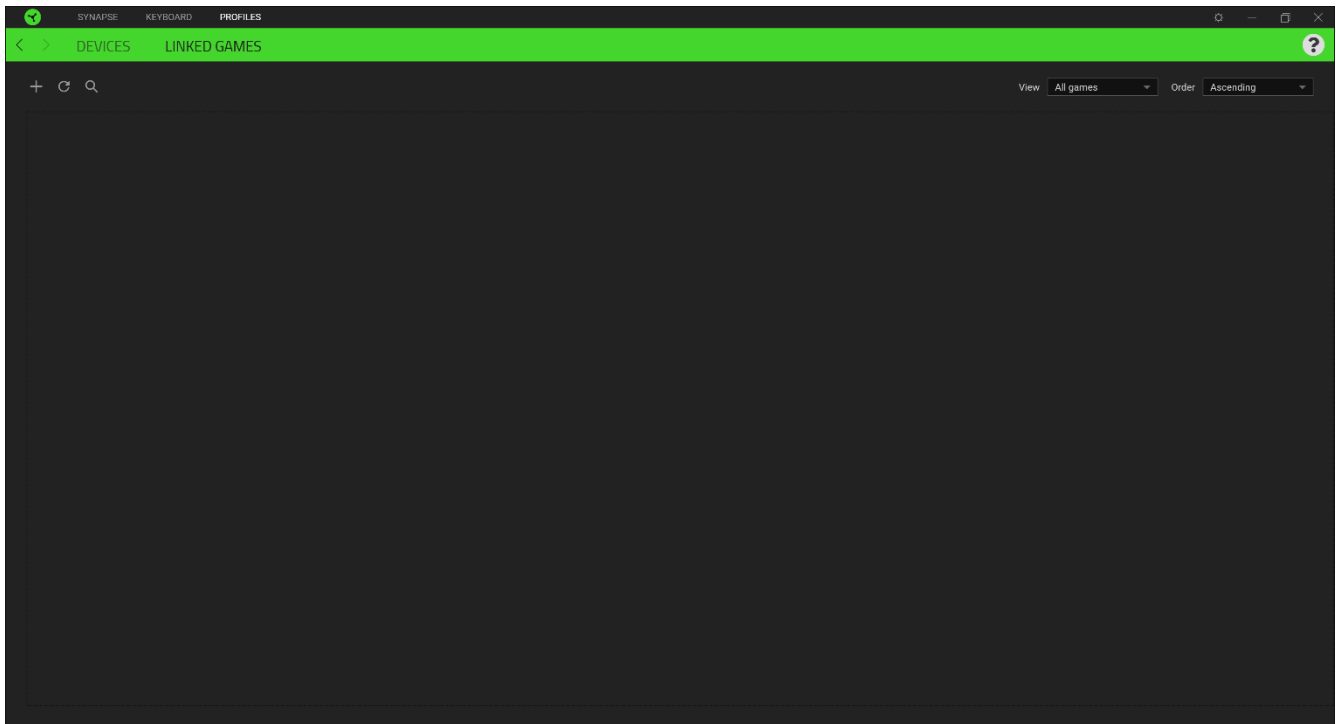 SYNAPSE KEYBOARD PROFILES
DEVICES LINKED GAMES ?
View All games Order Ascending